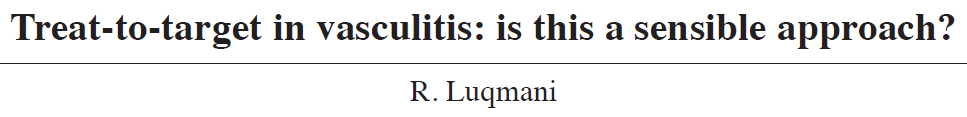 Treat-to-target in vasculitis: is this a sensible approach?
R. Luqmani